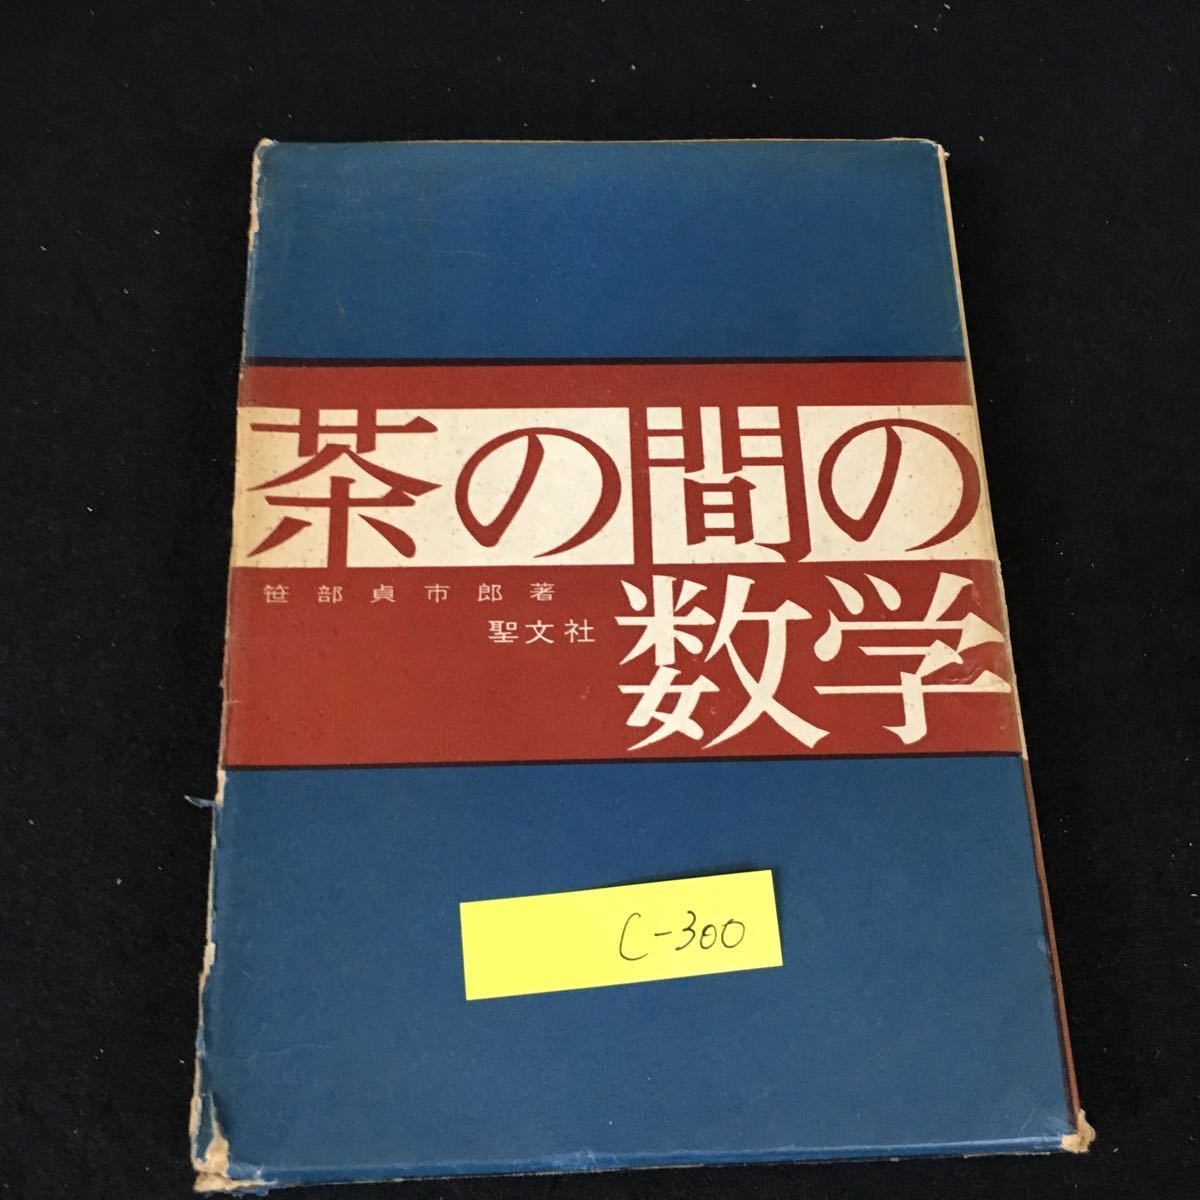 茶の間の
数学
笹部貞市郎著
聖文社
C-300